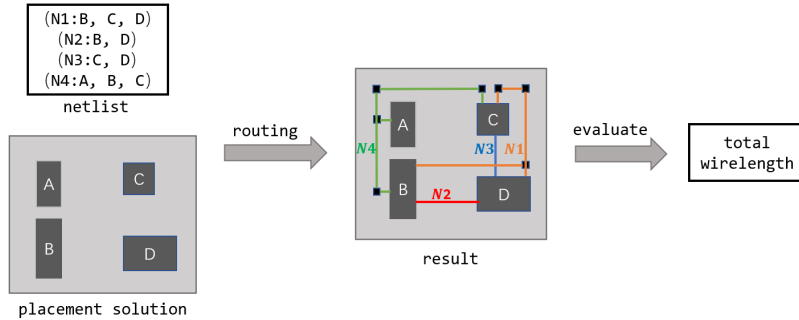 (N1:B, C, D)
(N2:B, D)
(N3:C, D)
(N4:A, B, C)
netlist
A
C
B
D
placement solution
routing
A
C
N4
N3
N1
B
N2
D
result
evaluate
total
wirelength